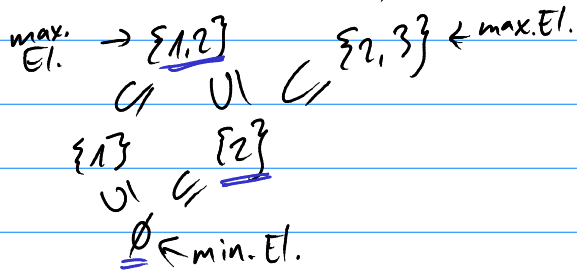 max. El. → {1,2} {2,3} ← max. El.
⊆ ∪| ⊆
{1} {2}
∪| ⊆
∅ ← min. El.